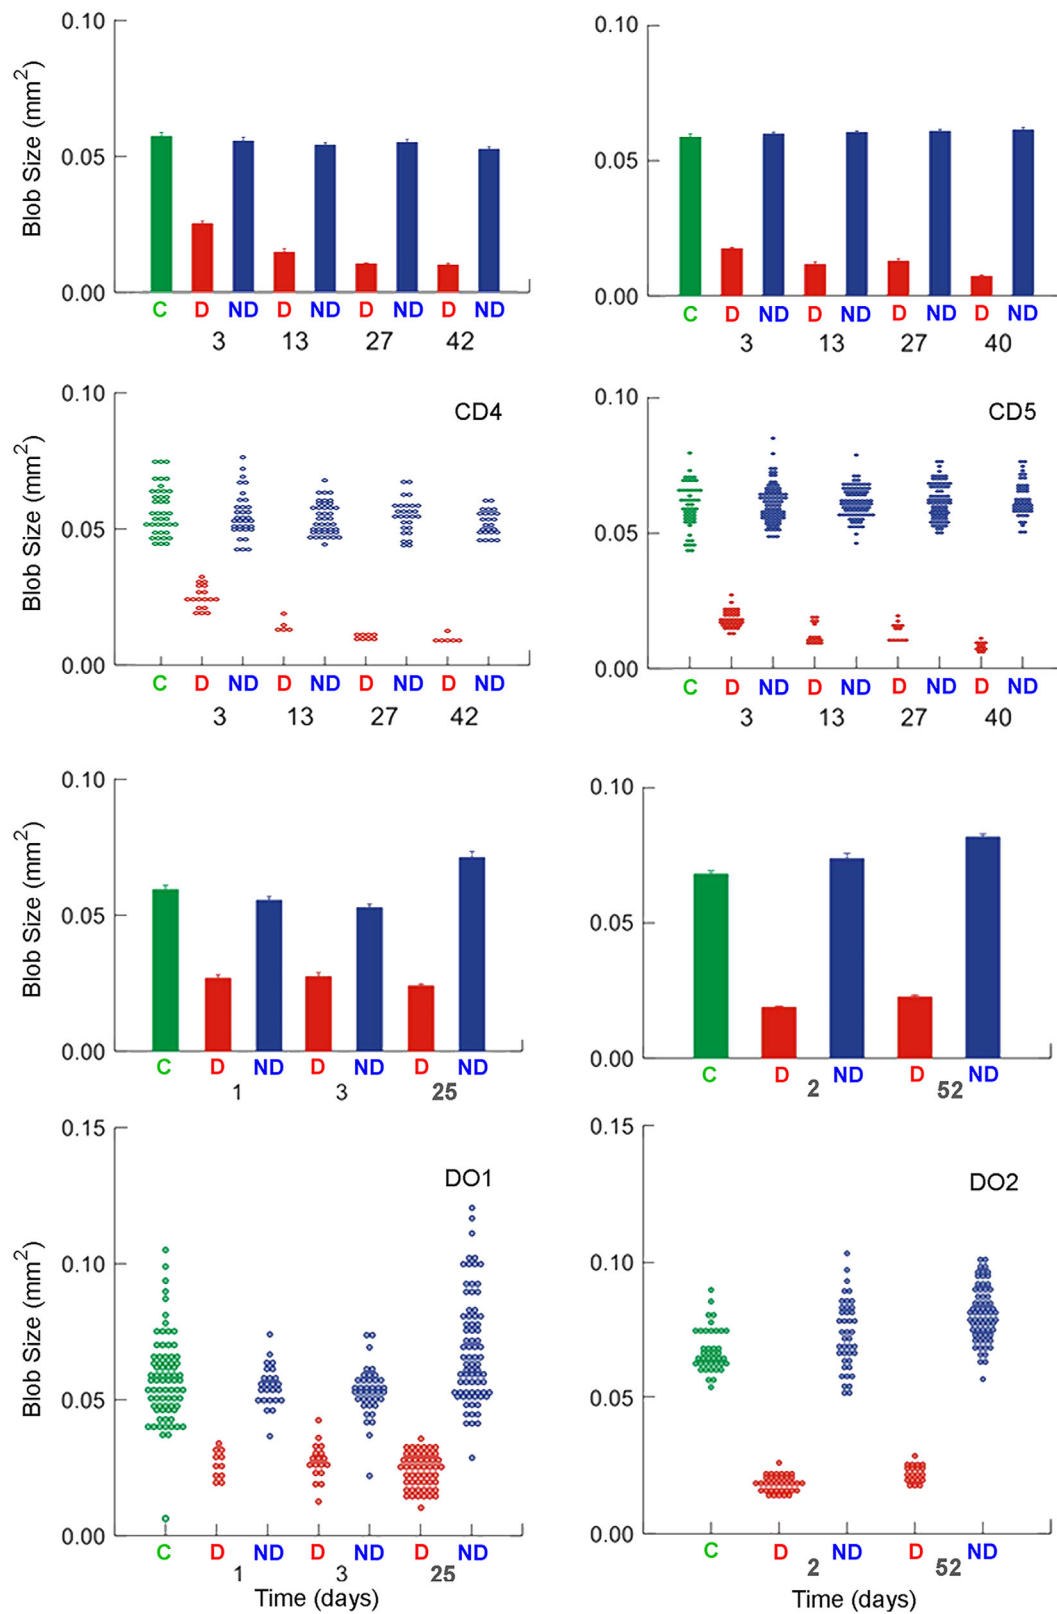 0.10
Blob Size (mm²)
0.05
0.00
C D ND D ND D ND D ND
3 13 27 42
0.10
0.05
0.00
C D ND D ND D ND D ND
3 13 27 40
0.10
CD4
Blob Size (mm²)
0.05
0.00
C D ND D ND D ND D ND
3 13 27 42
0.10
CD5
0.05
0.00
C D ND D ND D ND D ND
3 13 27 40
0.10
Blob Size (mm²)
0.05
0.00
C D ND D ND D ND
1 3 25
0.10
0.05
0.00
C D ND D ND
2 52
0.15
DO1
0.10
Blob Size (mm²)
0.05
0.00
C D ND D ND D ND
1 3 25
Time (days)
0.15
DO2
0.10
0.05
0.00
C D ND D ND
2 52
Time (days)